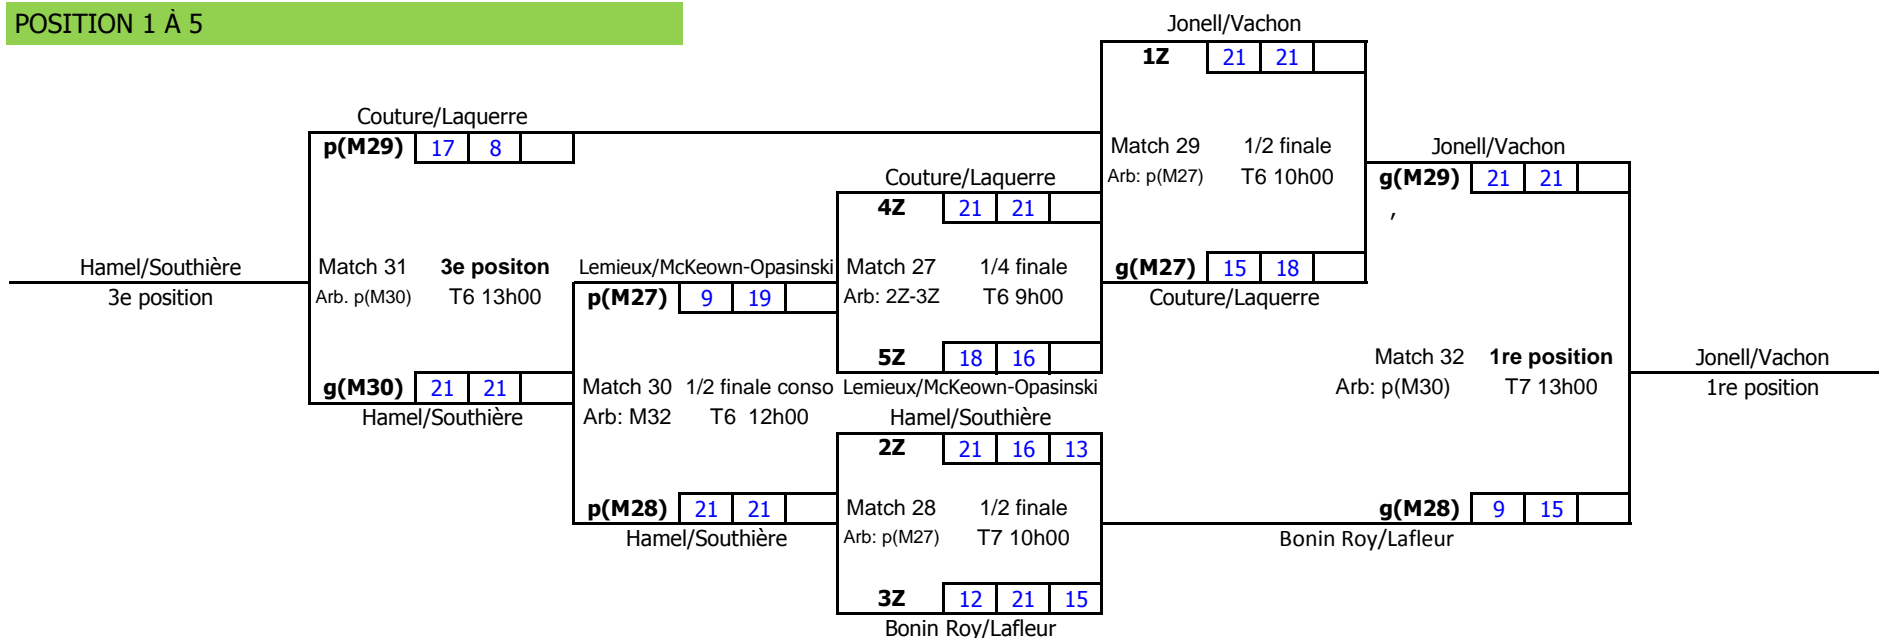 POSITION 1 À 5
Jonell/Vachon
1Z 21 21
Couture/Laquerre
p(M29) 17 8
Match 29 1/2 finale
Arb: p(M27) T6 10h00
Jonell/Vachon
g(M29) 21 21
,
Couture/Laquerre
4Z 21 21
Hamel/Southière
3e position
Match 31 3e positon
Arb. p(M30) T6 13h00
Lemieux/McKeown-Opasinski
p(M27) 9 19
Match 27 1/4 finale
Arb: 2Z-3Z T6 9h00
g(M27) 15 18
Couture/Laquerre
5Z 18 16
Lemieux/McKeown-Opasinski
Match 32 1re position
Arb: p(M30) T7 13h00
Jonell/Vachon
1re position
g(M30) 21 21
Hamel/Southière
Match 30 1/2 finale conso
Arb: M32 T6 12h00
Hamel/Southière
2Z 21 16 13
p(M28) 21 21
Hamel/Southière
Match 28 1/2 finale
Arb: p(M27) T7 10h00
g(M28) 9 15
Bonin Roy/Lafleur
3Z 12 21 15
Bonin Roy/Lafleur